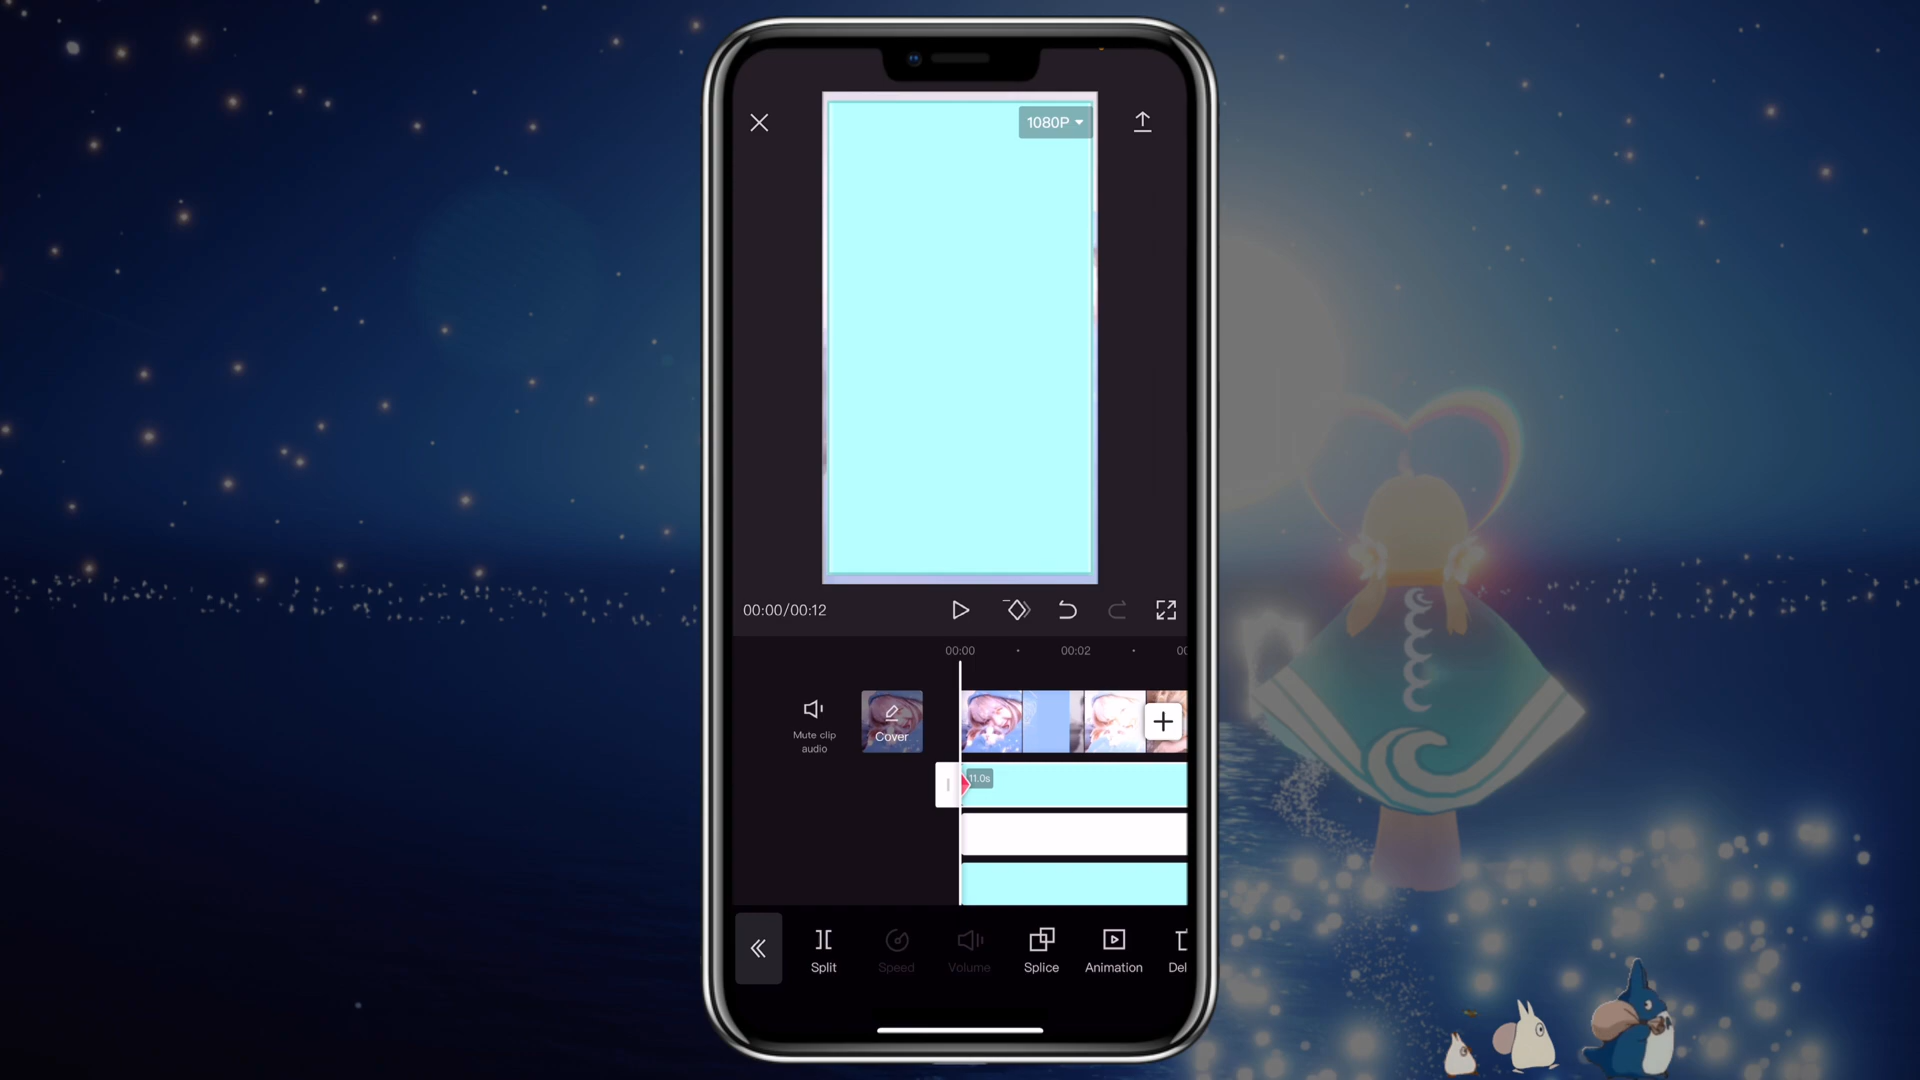 1080P
00:00/00:12
00:00
00:02
Mute clip
audio
Cover
11.0s
Split
Speed
Volume
Splice
Animation
Del